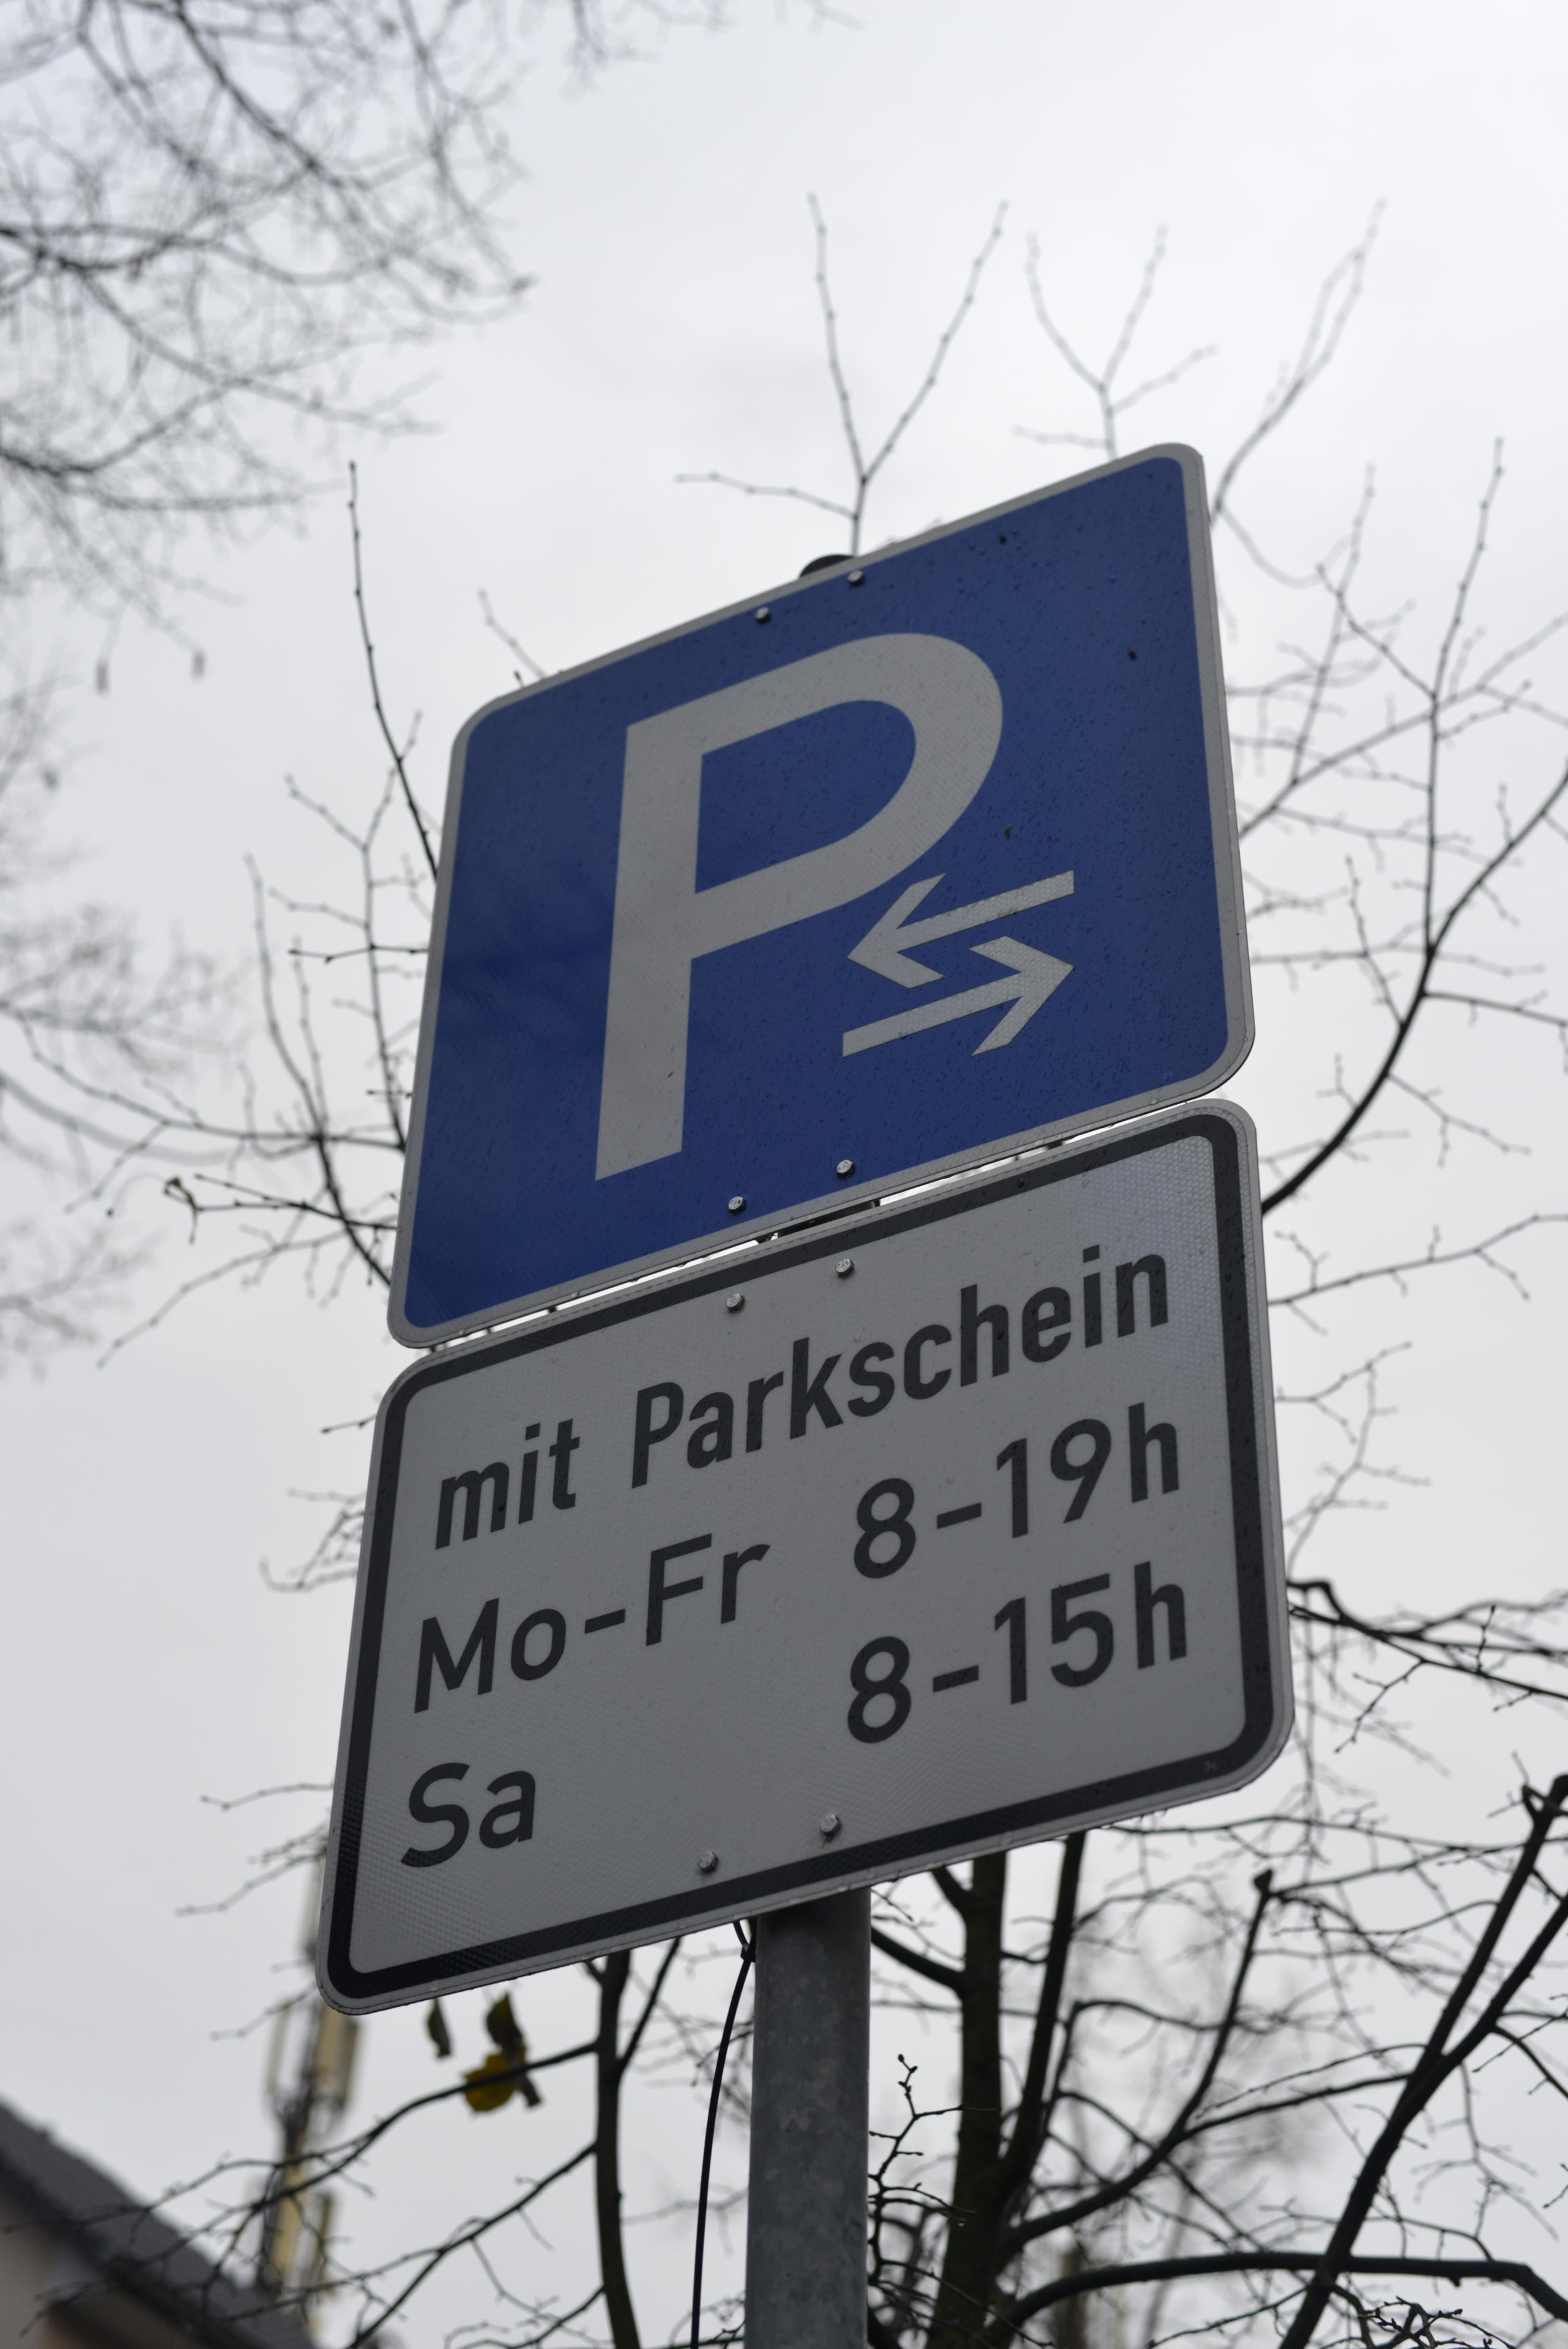 P
mit Parkschein
Mo-Fr 8-19h
Sa 8-15h